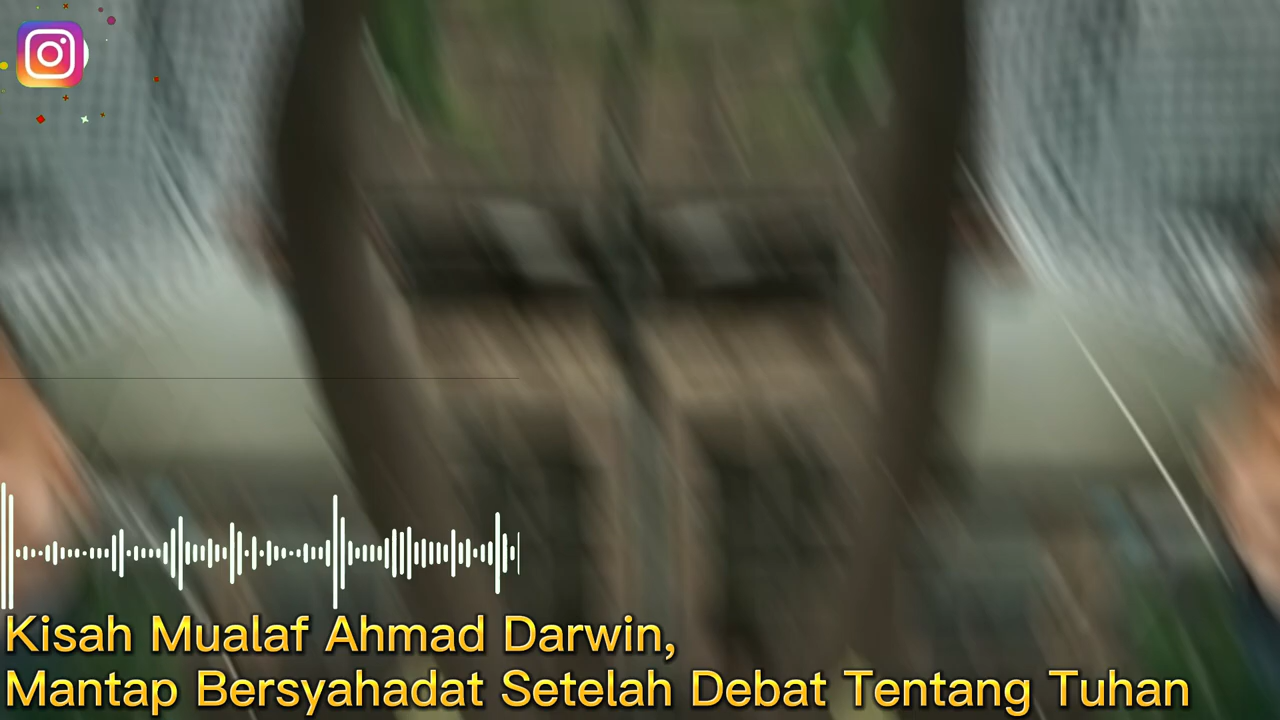 Kisah Mualaf Ahmad Darwin,
Mantap Bersyahadat Setelah Debat Tentang Tuhan